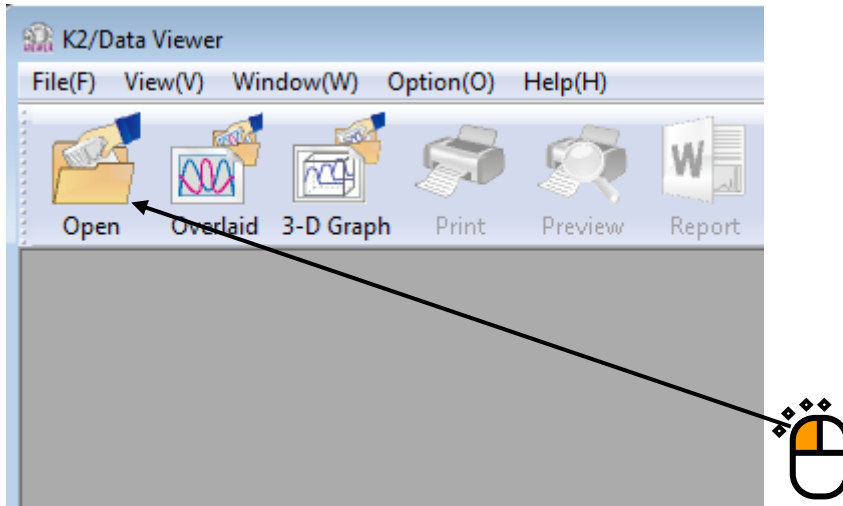 K2/Data Viewer
File(F) View(V) Window(W) Option(O) Help(H)
W
Open Overlaid 3-D Graph Print Preview Report